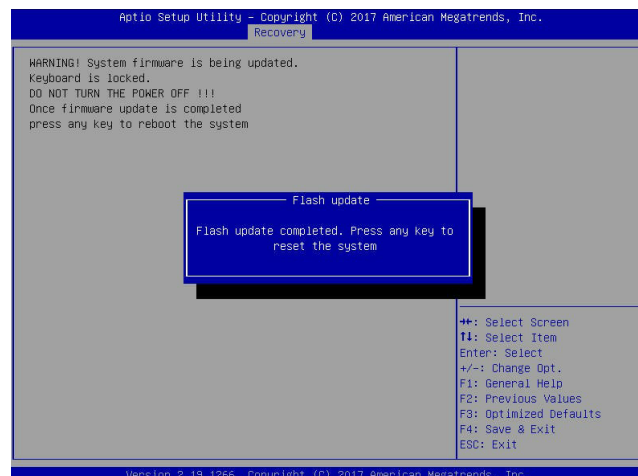 Aptio Setup Utility – Copyright (C) 2017 American Megatrends, Inc.
Recovery
WARNING! System firmware is being updated.
Keyboard is locked.
DO NOT TURN THE POWER OFF !!!
Once firmware update is completed
press any key to reboot the system
Flash update
Flash update completed. Press any key to
reset the system
→←: Select Screen
↑↓: Select Item
Enter: Select
+/-: Change Opt.
F1: General Help
F2: Previous Values
F3: Optimized Defaults
F4: Save & Exit
ESC: Exit
Version 2.19.1266. Copyright (C) 2017 American Megatrends, Inc.